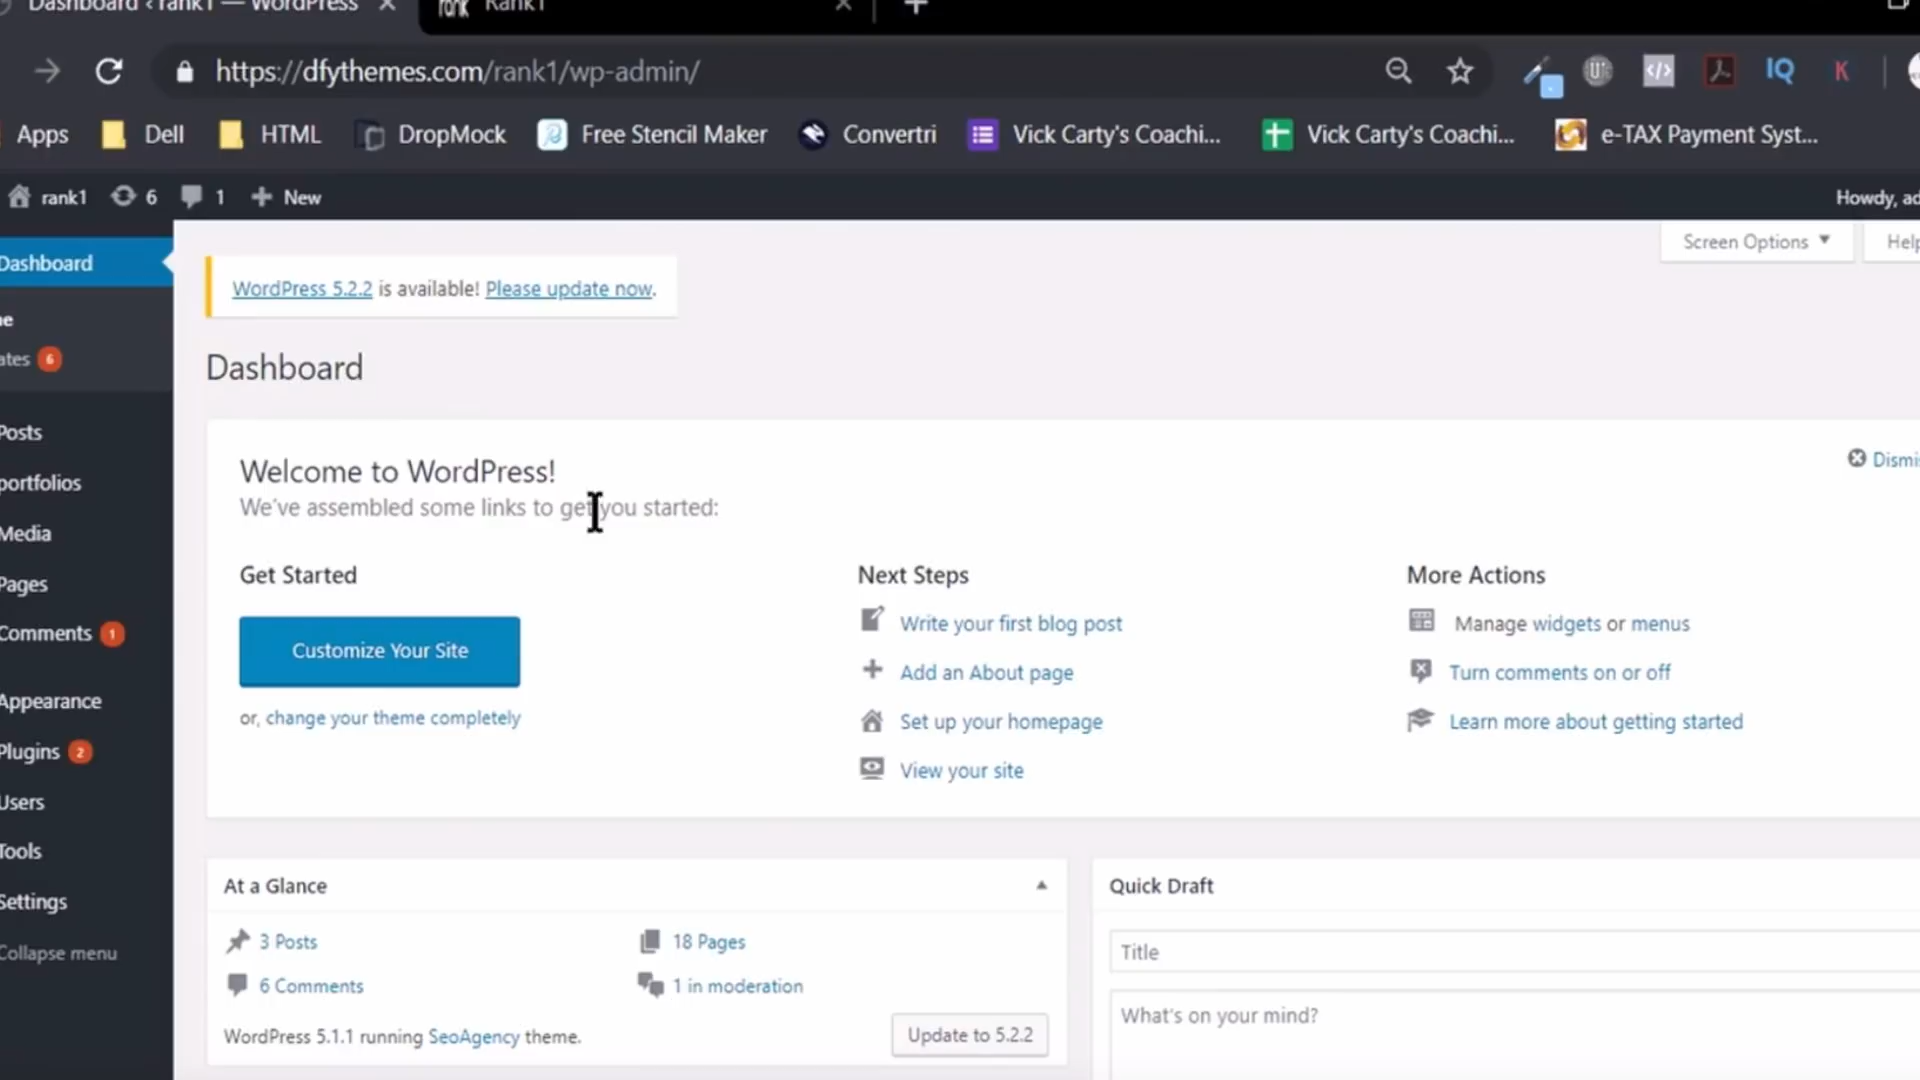 Dashboard ‹ rank1 — WordPress
rank Rank1
https://dfythemes.com/rank1/wp-admin/
IQ K
Apps Dell HTML DropMock Free Stencil Maker Convertri Vick Carty's Coachi... Vick Carty's Coachi... e-TAX Payment Syst...
rank1 6 1 New Howdy, ad
Dashboard
Screen Options Help
WordPress 5.2.2 is available! Please update now.
ates 6
Dashboard
Posts
portfolios
Media
Pages
Comments 1
Appearance
Plugins 2
Users
Tools
Settings
Collapse menu
Welcome to WordPress!
Dismi
We've assembled some links to get you started:
Get Started
Customize Your Site
or, change your theme completely
Next Steps
Write your first blog post
Add an About page
Set up your homepage
View your site
More Actions
Manage widgets or menus
Turn comments on or off
Learn more about getting started
At a Glance
3 Posts
18 Pages
6 Comments
1 in moderation
WordPress 5.1.1 running SeoAgency theme.
Update to 5.2.2
Quick Draft
Title
What's on your mind?